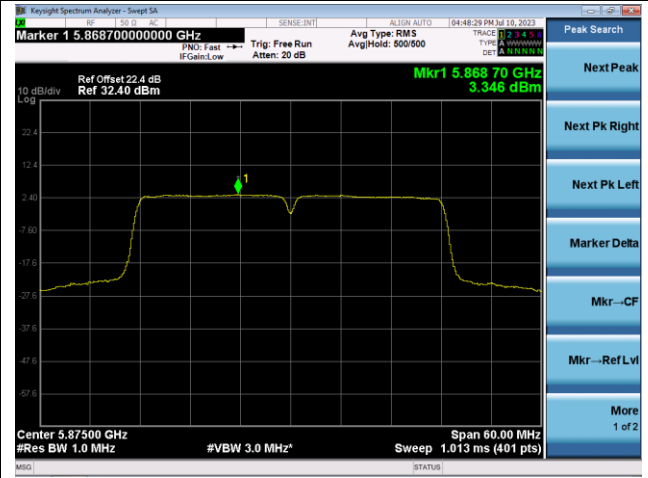 Keysight Spectrum Analyzer - Swept SA
RF 50 Ω AC SENSE:INT ALIGN AUTO 04:48:29 PM Jul 10, 2023
Marker 1 5.868700000000 GHz
PNO: Fast
IFGain:Low
Trig: Free Run
Atten: 20 dB
Avg Type: RMS
Avg|Hold: 500/500
TRACE 1 2 3 4 5 6
TYPE A WWWWW
DET A N N N N N
Peak Search
Ref Offset 22.4 dB
10 dB/div Ref 32.40 dBm
Log
Mkr1 5.868 70 GHz
3.346 dBm
22.4
12.4
2.40
-7.60
-17.6
-27.6
-37.6
-47.6
-57.6
1
Center 5.87500 GHz
Span 60.00 MHz
#Res BW 1.0 MHz
#VBW 3.0 MHz*
Sweep 1.013 ms (401 pts)
Next Peak
Next Pk Right
Next Pk Left
Marker Delta
Mkr→CF
Mkr→Ref Lvl
More
1 of 2
MSG
STATUS